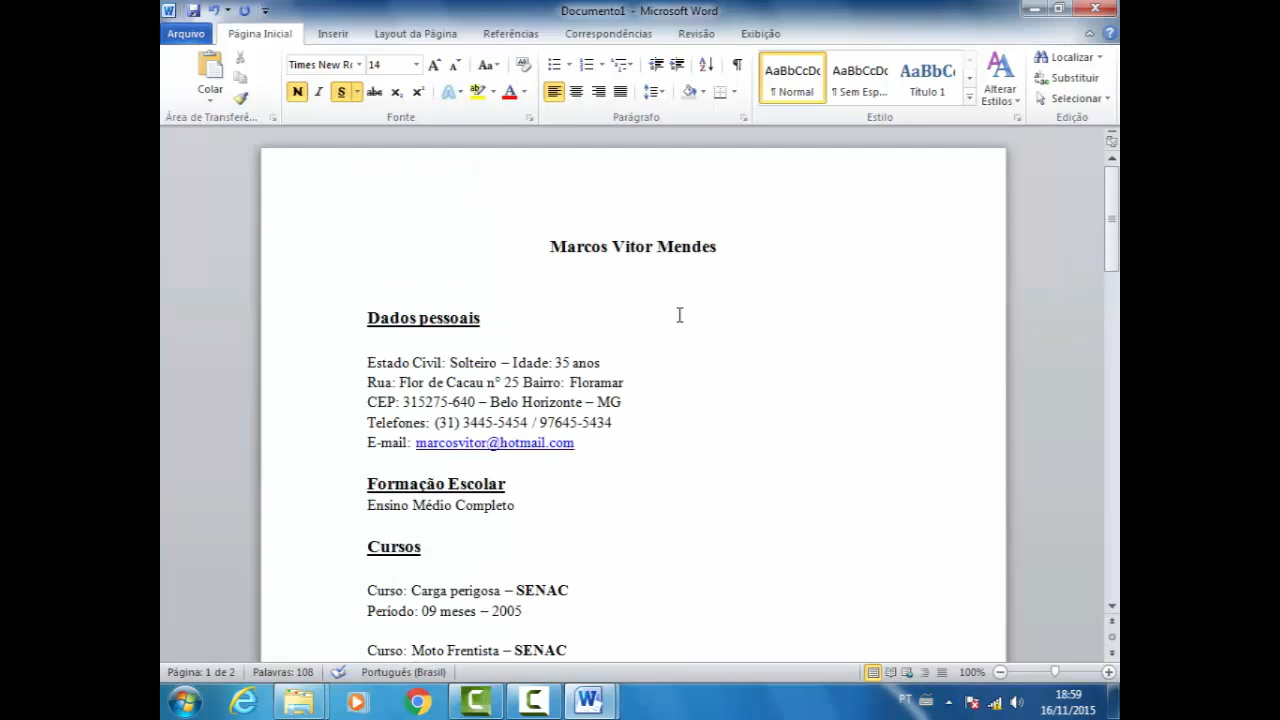 Documento1 - Microsoft Word
Arquivo Página Inicial Inserir Layout da Página Referências Correspondências Revisão Exibição
Colar
Times New Ro 14
N I S abc x₂ x²
Aa
A
AaBbCcDc AaBbCcDc AaBbC
¶ Normal ¶ Sem Esp... Título 1
Alterar Estilos
Localizar
Substituir
Selecionar
Área de Transferê... Fonte Parágrafo Estilo Edição
Marcos Vitor Mendes
Dados pessoais
Estado Civil: Solteiro – Idade: 35 anos
Rua: Flor de Cacau n° 25 Bairro: Floramar
CEP: 315275-640 – Belo Horizonte – MG
Telefones: (31) 3445-5454 / 97645-5434
E-mail: marcosvitor@hotmail.com
Formação Escolar
Ensino Médio Completo
Cursos
Curso: Carga perigosa – SENAC
Período: 09 meses – 2005
Curso: Moto Frentista – SENAC
Página: 1 de 2 Palavras: 108 Português (Brasil) 100%
PT 18:59
16/11/2015